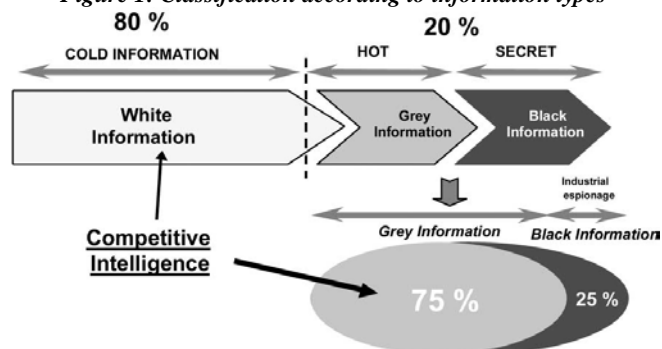 Figure 1: Classification according to information types
80 %
20 %
COLD INFORMATION
HOT
SECRET
White
Information
Grey
Information
Black
Information
Industrial
espionage
Grey Information
Black Information
Competitive
Intelligence
75 %
25 %